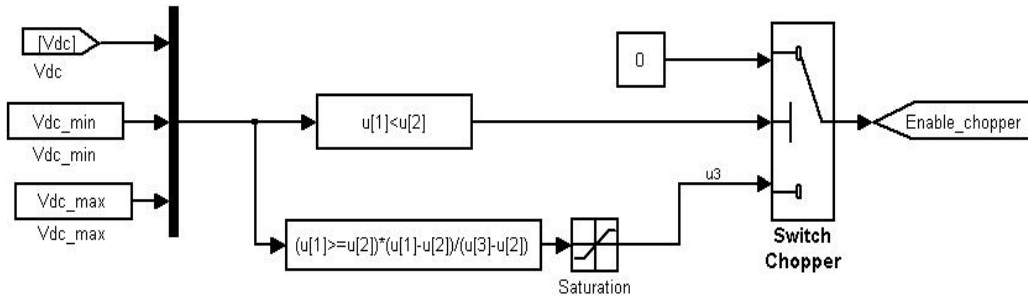 [Vdc]
Vdc
Vdc_min
Vdc_min
Vdc_max
Vdc_max
u[1]<u[2]
(u[1]>=u[2])*(u[1]-u[2])/(u[3]-u[2])
Saturation
0
u3
Switch
Chopper
Enable_chopper